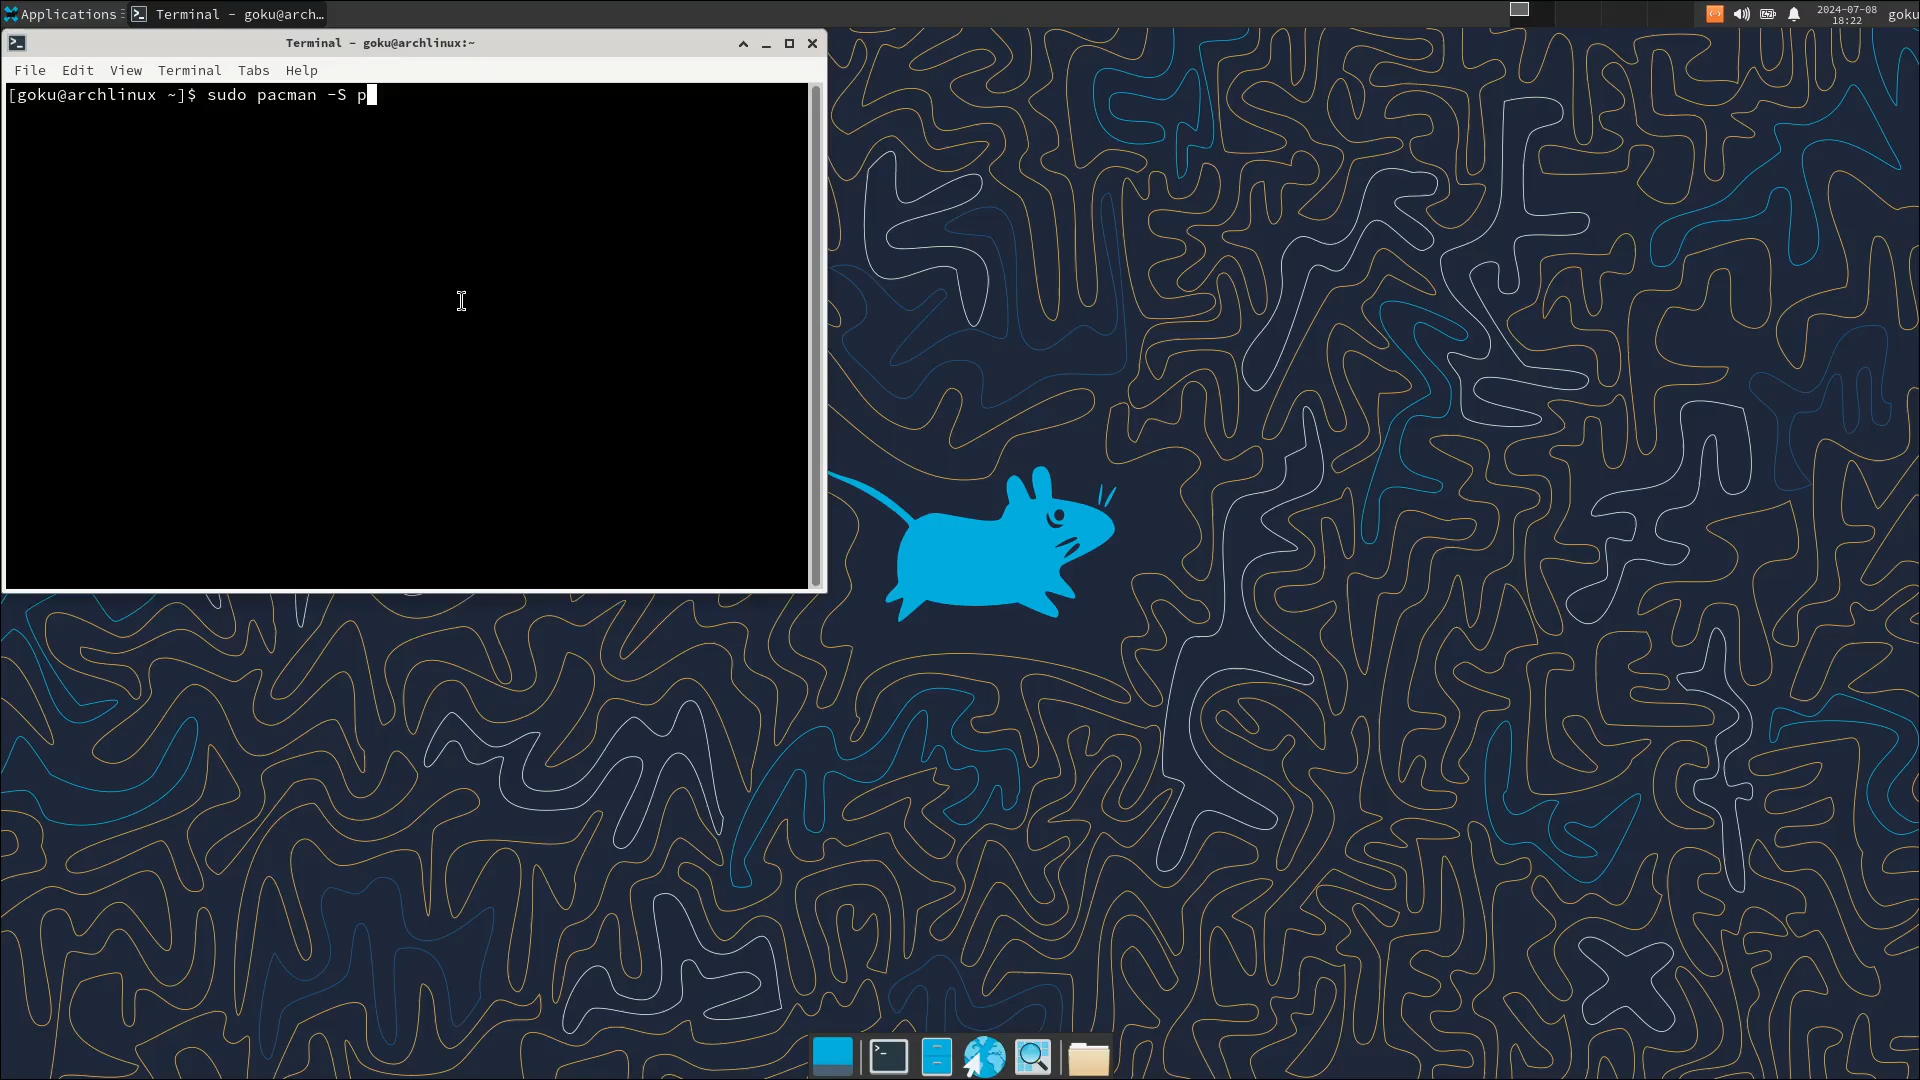 Applications
Terminal - goku@arch...
2024-07-08
18:22
goku
Terminal - goku@archlinux:~
File Edit View Terminal Tabs Help
[goku@archlinux ~]$ sudo pacman -S p